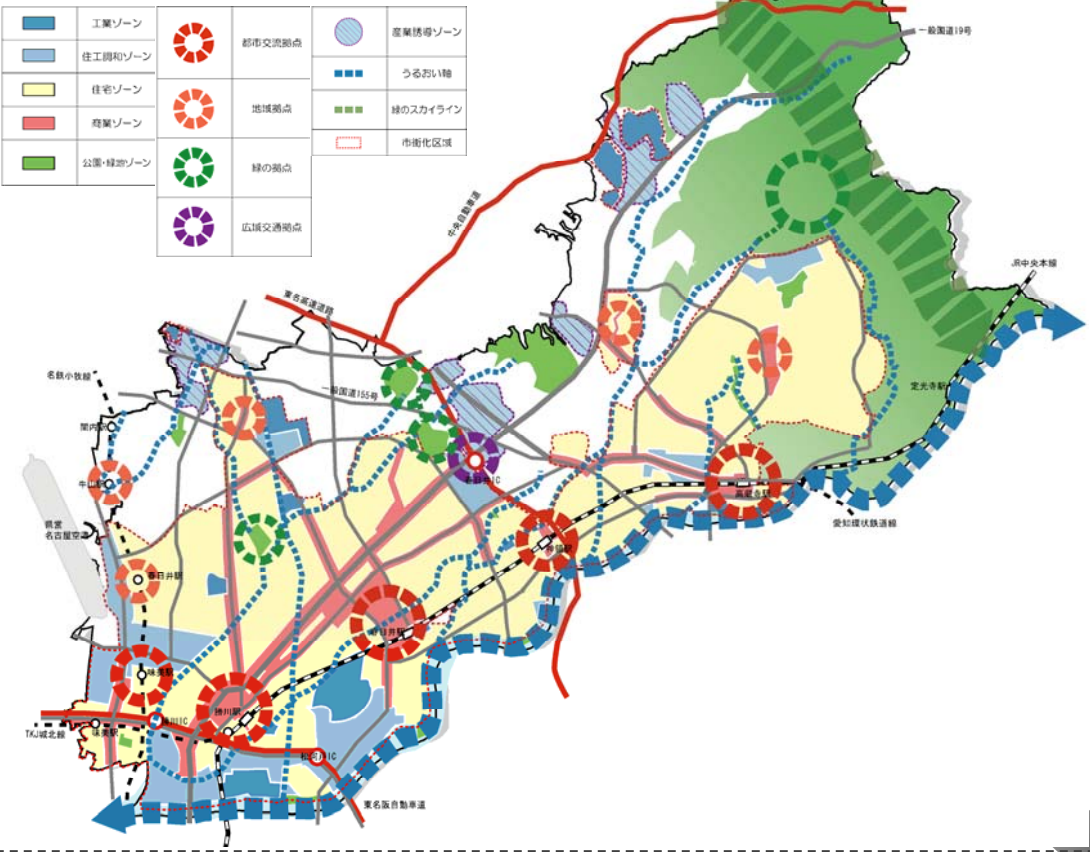 工業ゾーン
住工調和ゾーン
住宅ゾーン
商業ゾーン
公園・緑地ゾーン
都市交流拠点
地域拠点
緑の拠点
広域交通拠点
産業誘導ゾーン
うるおい軸
緑のスカイライン
市街化区域
一般国道19号
中央自動車道
JR中央本線
東名高速道路
名鉄小牧線
一般国道155号
定光寺駅
間内駅
牛山駅
春日井IC
高蔵寺駅
県営
名古屋空港
愛知環状鉄道線
神領駅
春日井駅
春日井駅
味美駅
勝川駅
勝川IC
TKJ城北線
味美駅
松河戸IC
東名阪自動車道